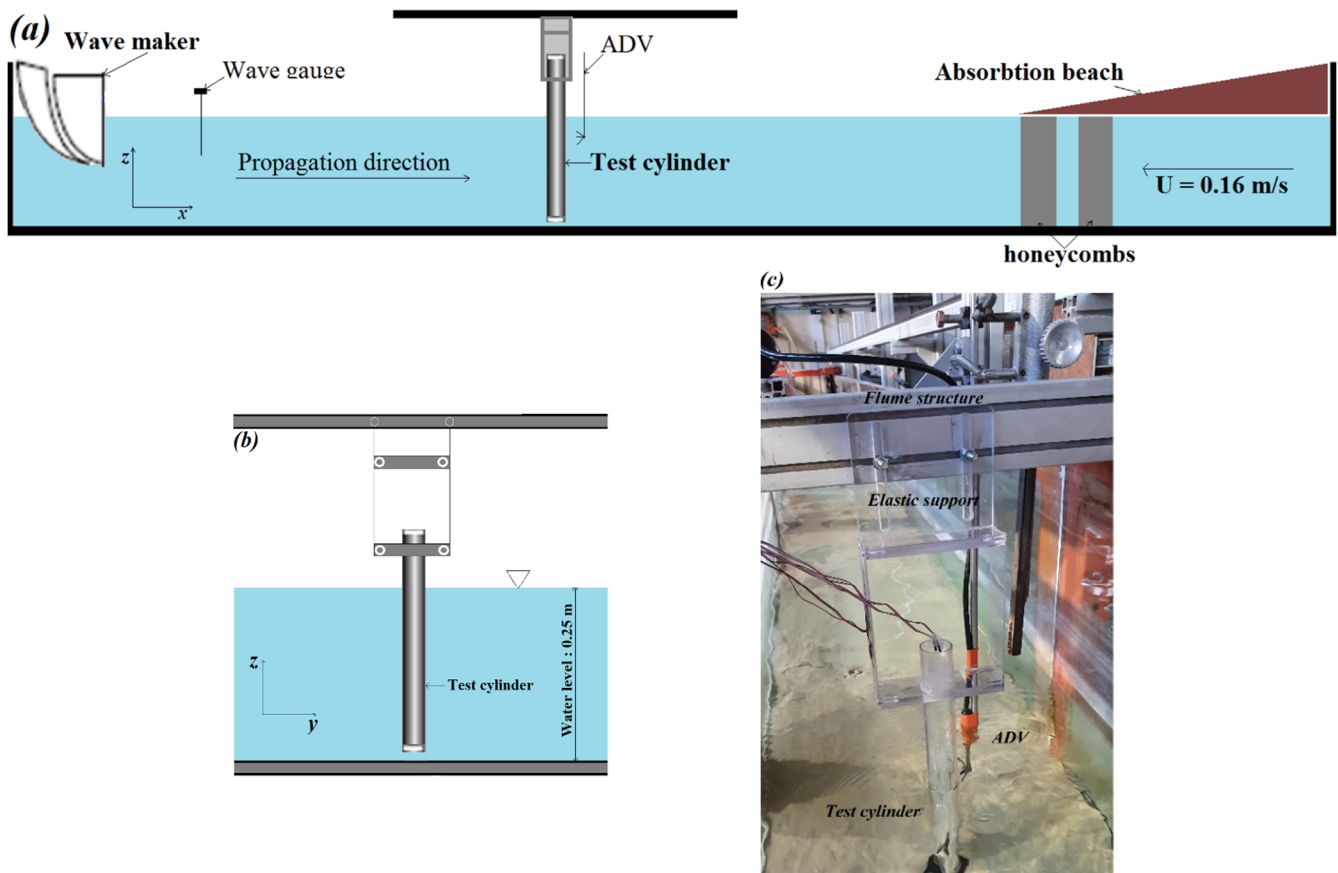 (a)
Wave maker
Wave gauge
ADV
Absorbtion beach
z
Propagation direction
Test cylinder
U = 0.16 m/s
x
honeycombs
(c)
(b)
Flume structure
Elastic support
Water level : 0.25 m
z
Test cylinder
y
ADV
Test cylinder